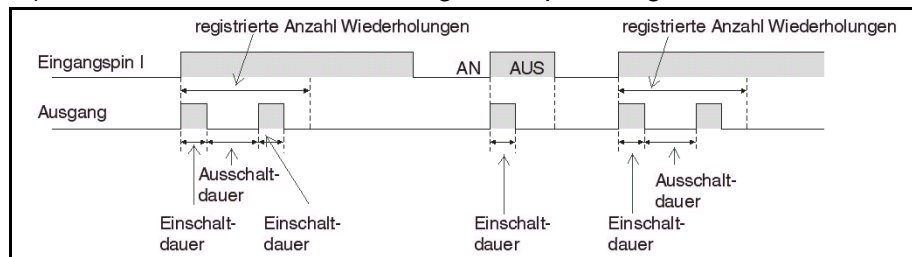 registrierte Anzahl Wiederholungen
registrierte Anzahl Wiederholungen
Eingangspin I
AN
AUS
Ausgang
Ausschalt-
dauer
Ausschalt-
dauer
Einschalt-
dauer
Einschalt-
dauer
Einschalt-
dauer
Einschalt-
dauer